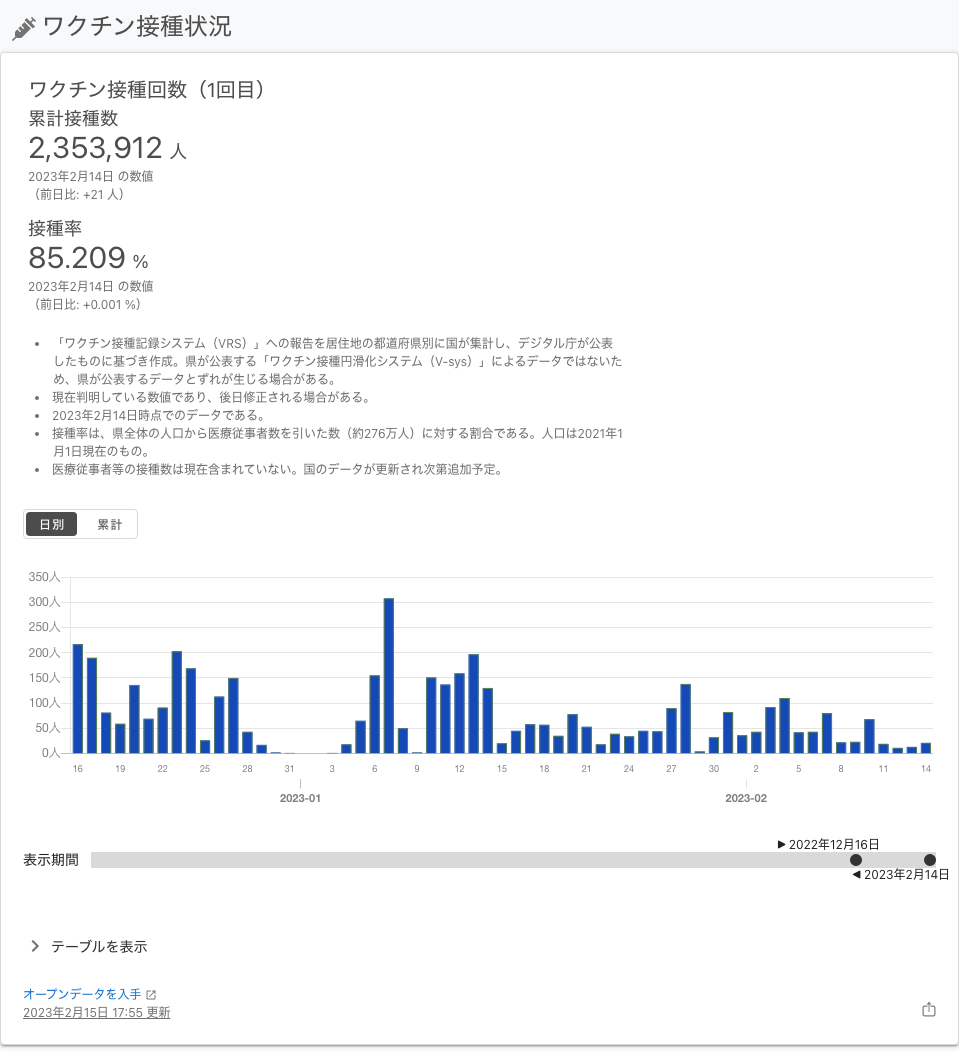 ワクチン接種状況
ワクチン接種回数（1回目）
累計接種数
2,353,912 人
2023年2月14日 の数値
（前日比: +21 人）
接種率
85.209 %
2023年2月14日 の数値
（前日比: +0.001 %）
• 「ワクチン接種記録システム（VRS）」への報告を居住地の都道府県別に国が集計し、デジタル庁が公表
したものに基づき作成。県が公表する「ワクチン接種円滑化システム（V-sys）」によるデータではないた
め、県が公表するデータとずれが生じる場合がある。
• 現在判明している数値であり、後日修正される場合がある。
• 2023年2月14日時点でのデータである。
• 接種率は、県全体の人口から医療従事者数を引いた数（約276万人）に対する割合である。人口は2021年1
月1日現在のもの。
• 医療従事者等の接種数は現在含まれていない。国のデータが更新され次第追加予定。
日別 累計
350人
300人
250人
200人
150人
100人
50人
0人
16 19 22 25 28 31 3 6 9 12 15 18 21 24 27 30 2 5 8 11 14
2023-01 2023-02
▶ 2022年12月16日
表示期間
◀ 2023年2月14日
テーブルを表示
オープンデータを入手
2023年2月15日 17:55 更新